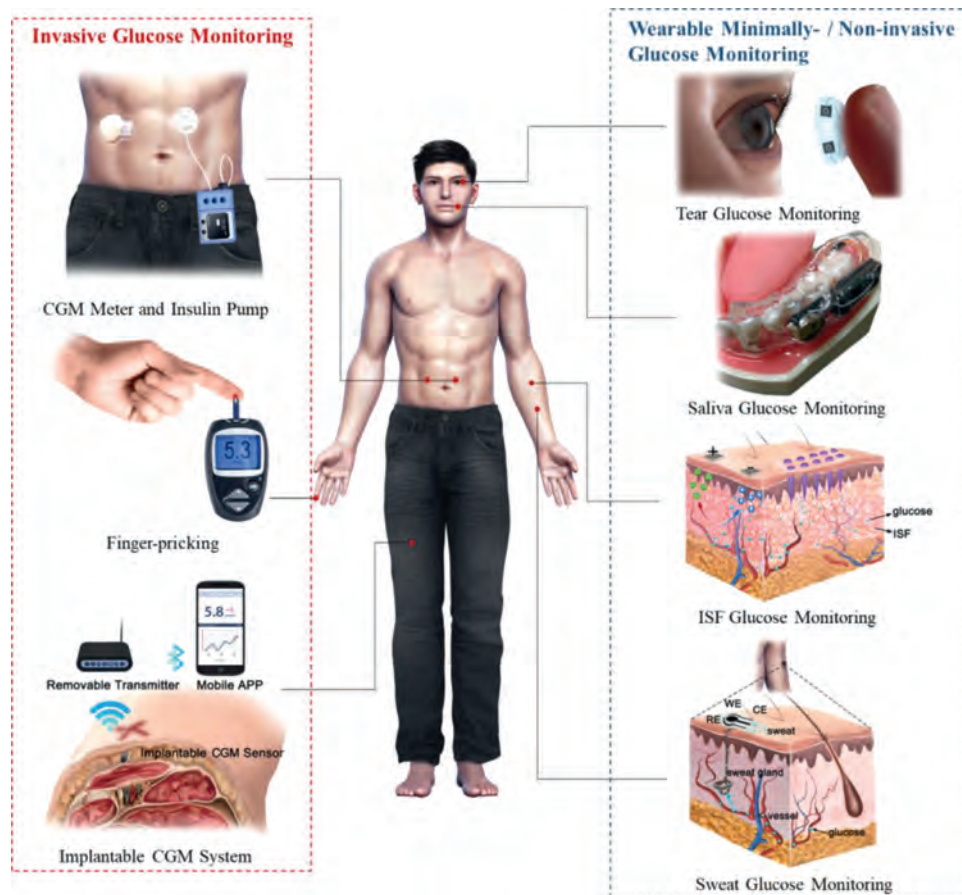 Invasive Glucose Monitoring
CGM Meter and Insulin Pump
5.3
Finger-pricking
5.8
Removable Transmitter
Mobile APP
Implantable CGM Sensor
Implantable CGM System
Wearable Minimally- / Non-invasive
Glucose Monitoring
Tear Glucose Monitoring
Saliva Glucose Monitoring
+
-
glucose
ISF
ISF Glucose Monitoring
WE
CE
RE
sweat
sweat gland
vessel
glucose
Sweat Glucose Monitoring